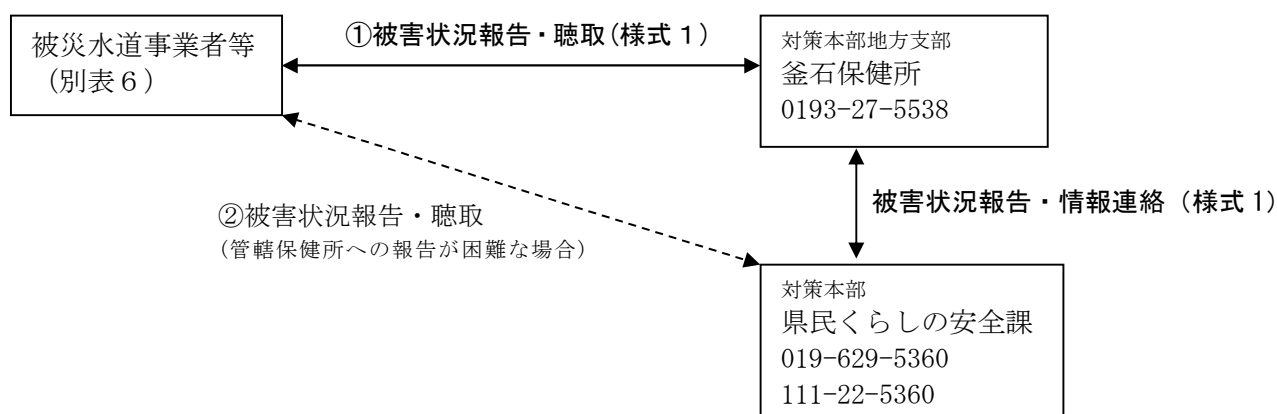 被災水道事業者等
（別表６）
①被害状況報告・聴取（様式１）
対策本部地方支部
釜石保健所
0193-27-5538
被害状況報告・情報連絡（様式１）
②被害状況報告・聴取
（管轄保健所への報告が困難な場合）
対策本部
県民くらしの安全課
019-629-5360
111-22-5360